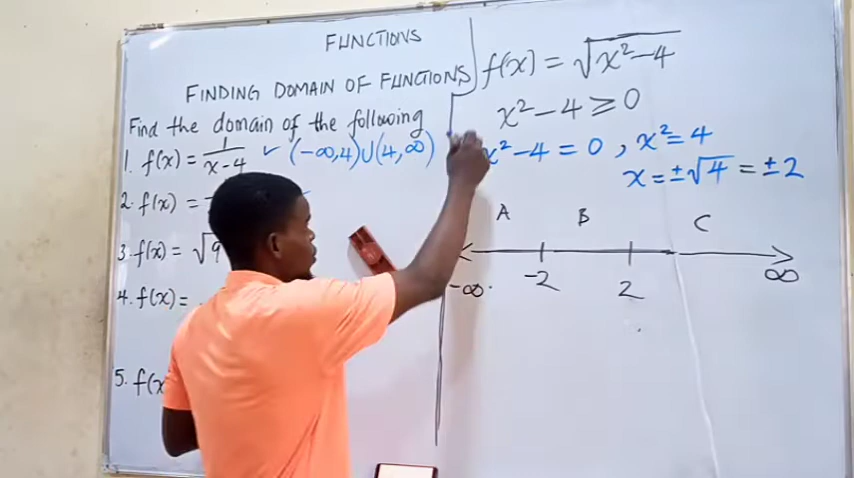 FUNCTIONS
FINDING DOMAIN OF FUNCTIONS
Find the domain of the following
1. f(x) = 1/(x-4) ✓ (-∞,4)∪(4,∞)
2. f(x) =
3. f(x) = √9
4. f(x) =
5. f(x
f(x) = √(x²-4)
x² - 4 ≥ 0
x² - 4 = 0 , x² = 4
x = ±√4 = ±2
A B C
-∞ -2 2 ∞